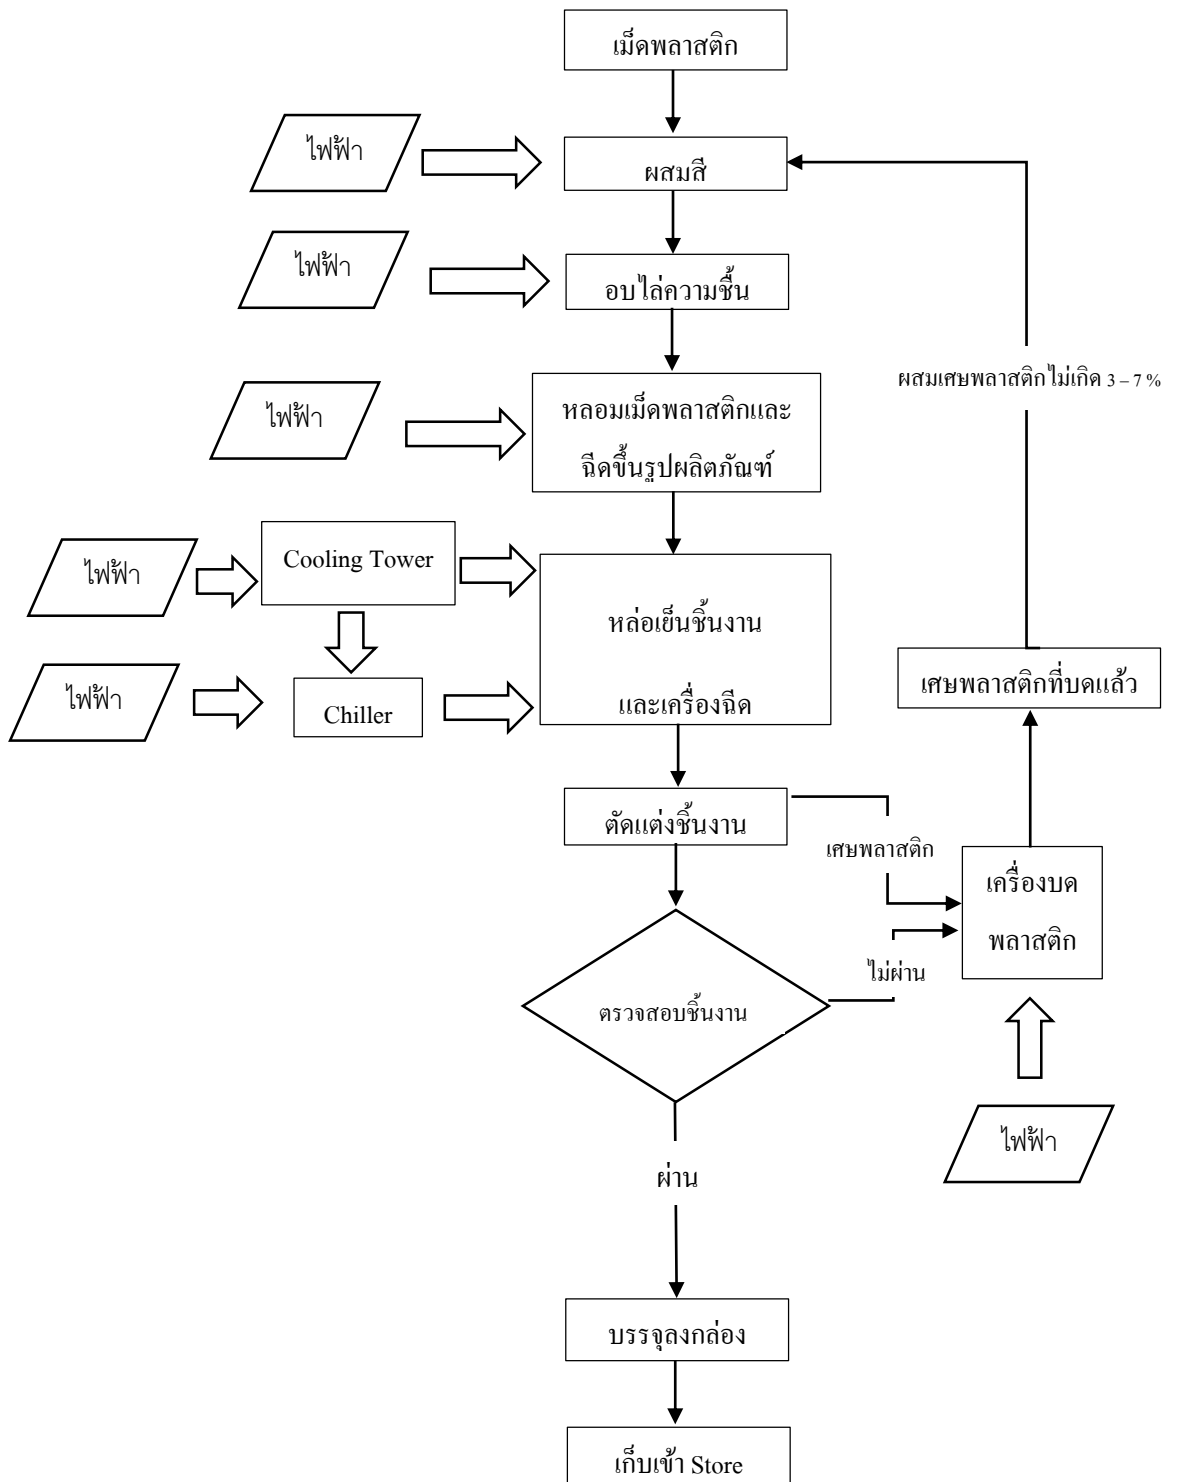 เม็ดพลาสติก
ไฟฟ้า
ผสมสี
ไฟฟ้า
อบไล่ความชื้น
ผสมเศษพลาสติกไม่เกิด 3 – 7 %
ไฟฟ้า
หลอมเม็ดพลาสติกและ
ฉีดขึ้นรูปผลิตภัณฑ์
ไฟฟ้า
Cooling Tower
หล่อเย็นชิ้นงาน
และเครื่องฉีด
ไฟฟ้า
Chiller
เศษพลาสติกที่บดแล้ว
ตัดแต่งชิ้นงาน
เศษพลาสติก
เครื่องบด
พลาสติก
ไม่ผ่าน
ตรวจสอบชิ้นงาน
ไฟฟ้า
ผ่าน
บรรจุลงกล่อง
เก็บเข้า Store